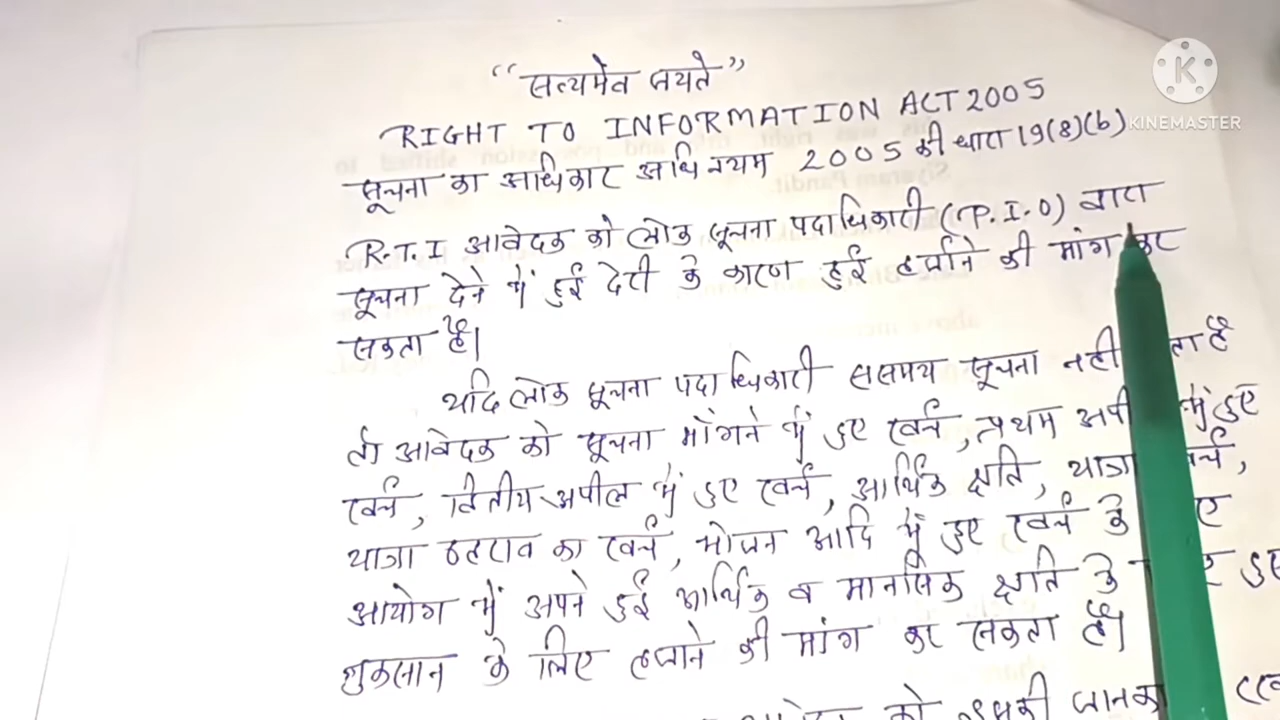 "सत्यमेव जयते"
RIGHT TO INFORMATION ACT 2005
सूचना का अधिकार अधिनियम 2005 की धारा 19(8)(b)
R.T.I आवेदक को लोक सूचना पदाधिकारी (P.I.O) द्वारा
सूचना देने में हुई देरी के कारण हुई हर्जाने की मांग कर
सकता है।
यदि लोक सूचना पदाधिकारी ससमय सूचना नही है
तो आवेदक को सूचना माँगने में हुए खर्च, प्रथम में हुए
खर्च, द्वितीय अपील में हुए खर्च, आर्थिक क्षति, यात्रा
यात्रा ठहराव का खर्च, भोजन आदि में हुए खर्च के
आयोग में अपने हुई आर्थिक व मानसिक क्षति के हुए
नुकसान के लिए हर्जाने की मांग कर सकता है।
को
KINEMASTER